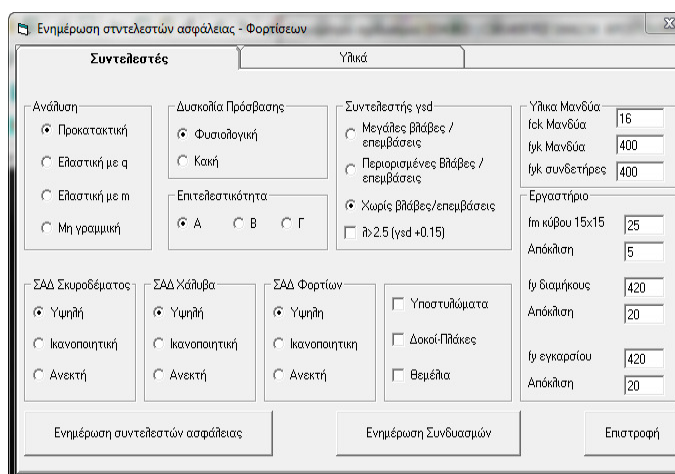 Ενημέρωση στντελεστών ασφάλειας - Φορτίσεων
Συντελεστές
Υλικά
Ανάλυση
Προκατακτική
Ελαστική με q
Ελαστική με m
Μη γραμμική
Δυσκολία Πρόσβασης
Φυσιολογική
Κακή
Επιτελεστικότητα
Α
Β
Γ
Συντελεστής γsd
Μεγάλες βλάβες /
επεμβάσεις
Περιορισμένες Βλάβες /
επεμβάσεις
Χωρίς βλάβες/επεμβάσεις
λ>2.5 (γsd +0.15)
Υλικα Μανδύα
fck Μανδύα 16
fyk Μανδύα 400
fyk συνδετήρες 400
Εργαστήριο
fm κύβου 15x15 25
Απόκλιση 5
fy διαμήκους 420
Απόκλιση 20
fy εγκαρσίου 420
Απόκλιση 20
ΣΑΔ Σκυροδέματος
Υψηλή
Ικανοποιητική
Ανεκτή
ΣΑΔ Χάλυβα
Υψηλή
Ικανοποιητική
Ανεκτή
ΣΑΔ Φορτίων
Υψηλη
Ικανοποιητικη
Ανεκτή
Υποστυλώματα
Δοκοί-Πλάκες
Θεμέλια
Ενημέρωση συντελεστών ασφάλειας
Ενημέρωση Συνδυασμών
Επιστροφή